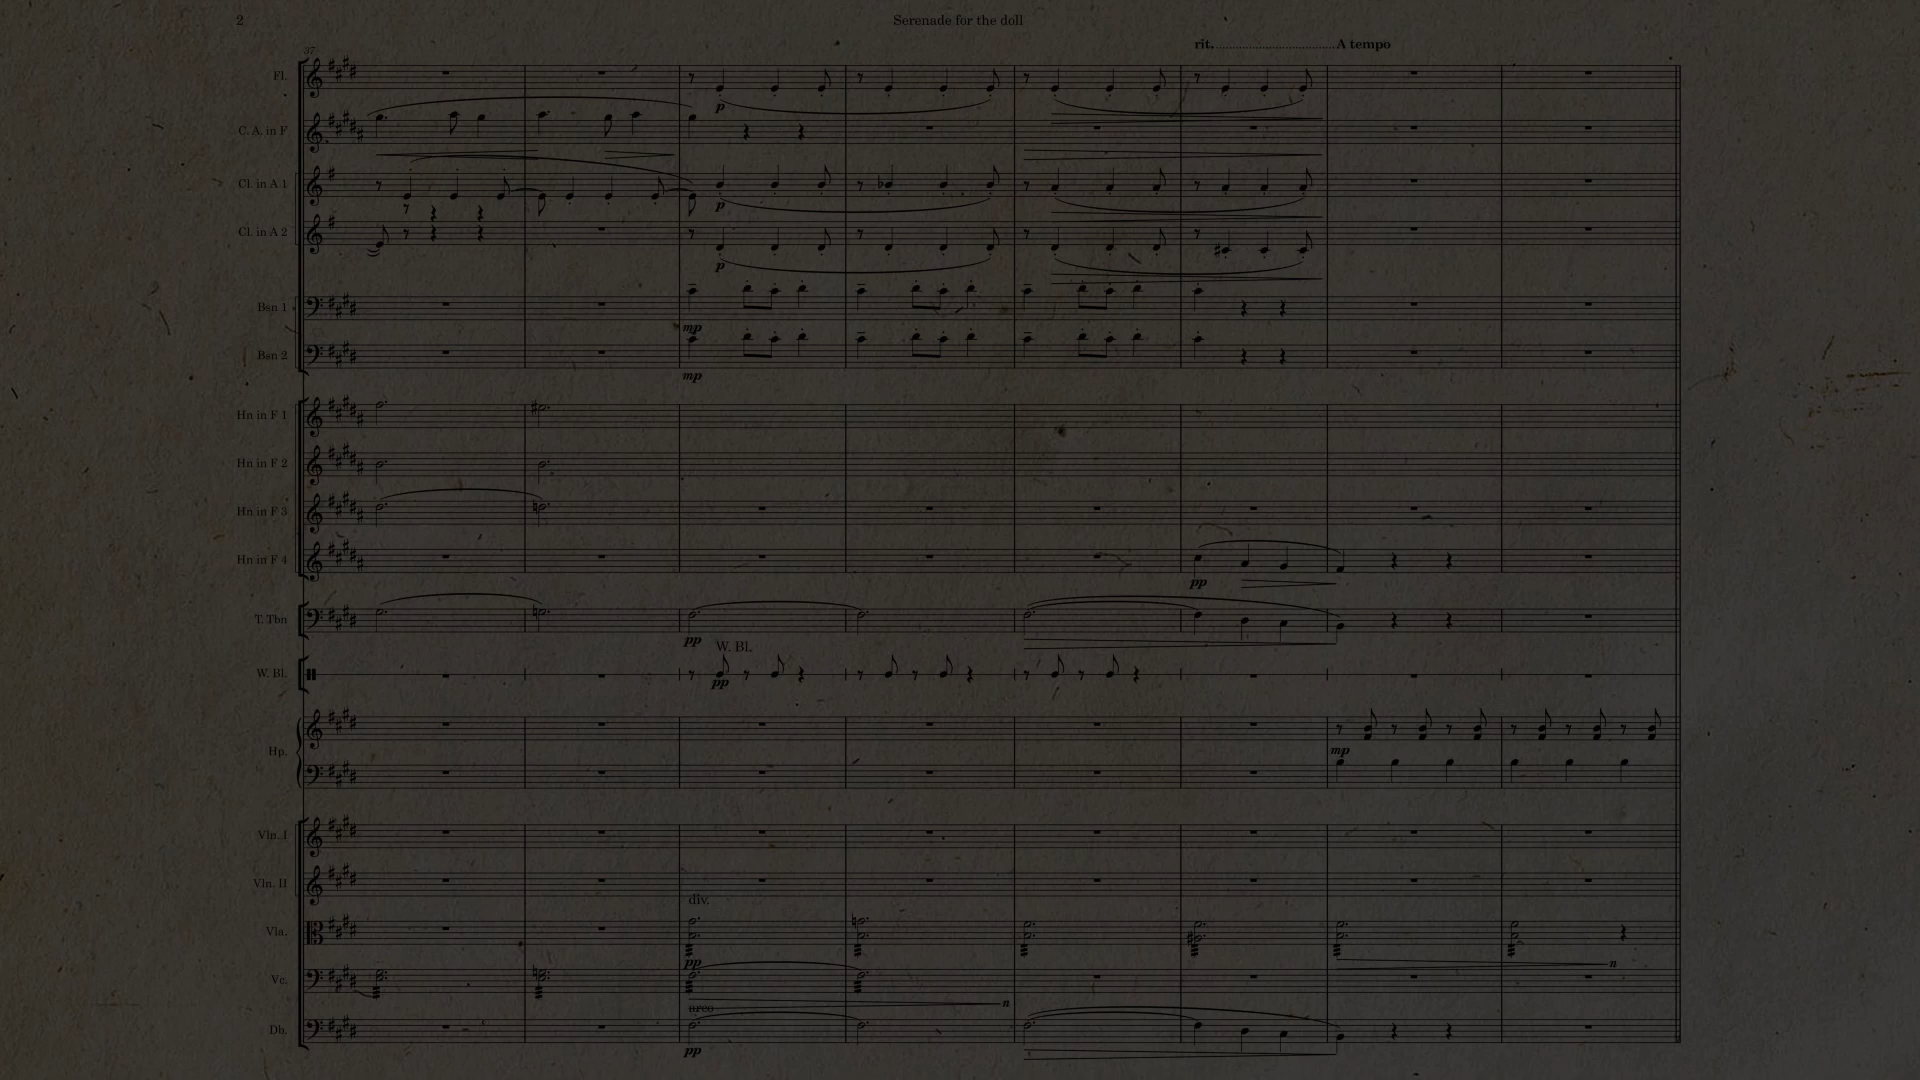 2
Serenade for the doll
rit. A tempo
37
Fl.
p
C. A. in F
Cl. in A 1
p
Cl. in A 2
p
Bsn 1
mp
Bsn 2
mp
Hn in F 1
Hn in F 2
Hn in F 3
Hn in F 4
pp
T. Tbn
pp
W. Bl.
W. Bl.
pp
Hp.
mp
Vln. I
Vln. II
div.
Vla.
pp
n
Vc.
n
arco
Db.
pp